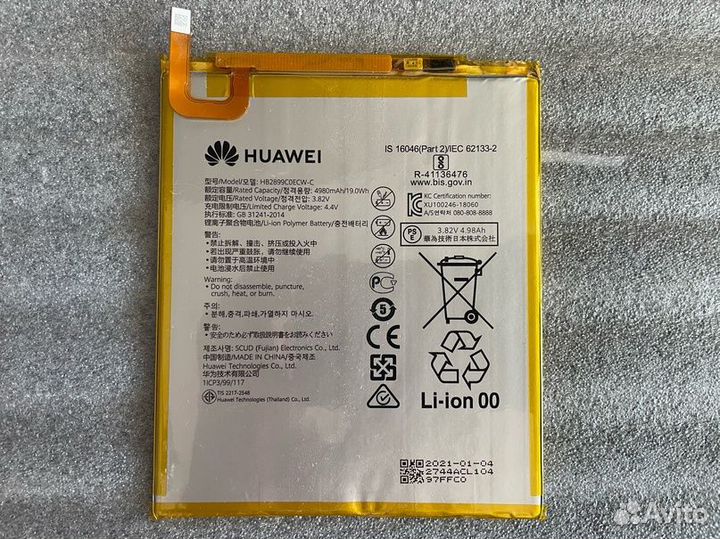 HUAWEI
型号/Model/모델: HB2899C0ECW-C
额定容量/Rated Capacity/정격용량: 4980mAh/19.0Wh
额定电压/Rated Voltage/정격전압: 3.82V
充电限制电压/Limited Charge Voltage: 4.4V
执行标准: GB 31241-2014
锂离子聚合物电池/Li-ion Polymer Battery/충전배터리
警示:
• 禁止拆解、撞击、挤压或投入火中
• 若出现严重鼓胀, 请勿继续使用
• 请勿置于高温环境中
• 电池浸水后禁止使用
Warning:
• Do not disassemble, puncture,
crush, heat, or burn.
주의:
• 분해,충격,파쇄,가열하지 마시오.
警告:
• 安全のため必ず取扱説明書をお読みください。
제조사명: SCUD (Fujian) Electronics Co., Ltd.
中国制造/Made in China/중국제조
Huawei Technologies Co., Ltd.
华为技术有限公司
1ICP3/99/117
TIS 2217-2548
Huawei Technologies (Thailand) Co., Ltd.
IS 16046(Part 2)/IEC 62133-2
R-41136476
www.bis.gov.in
KC Certification number:
XU100246-18060
A/S연락처 080-808-8888
PS
E
3.82V 4.98Ah
華為技術日本株式会社
5
CE
Li-ion 00
2021-01-04
2744ACL104
97FFC0
Avito